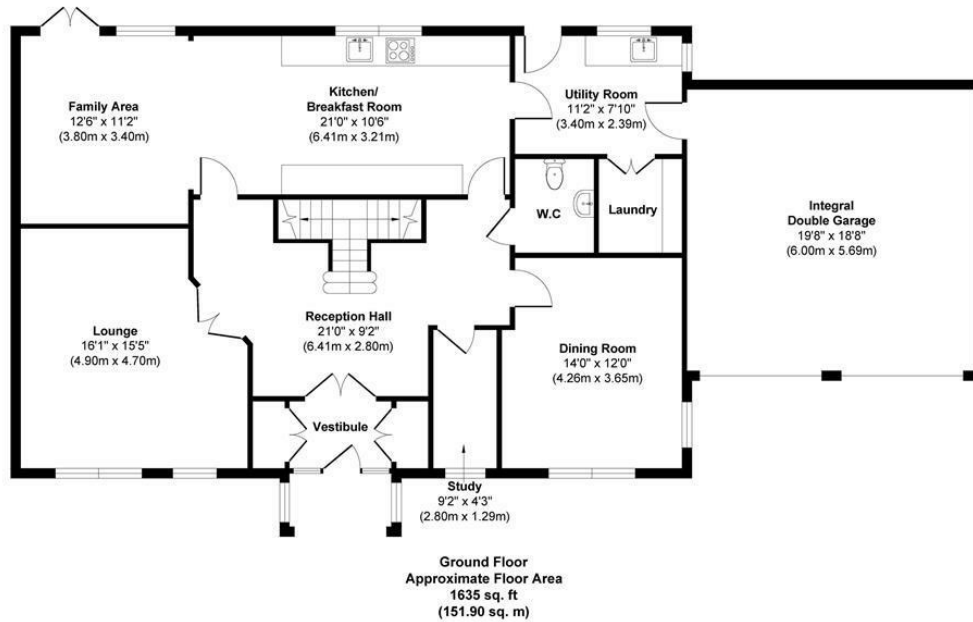 Family Area
12'6" x 11'2"
(3.80m x 3.40m)
Kitchen/
Breakfast Room
21'0" x 10'6"
(6.41m x 3.21m)
Utility Room
11'2" x 7'10"
(3.40m x 2.39m)
W.C
Laundry
Integral
Double Garage
19'8" x 18'8"
(6.00m x 5.69m)
Lounge
16'1" x 15'5"
(4.90m x 4.70m)
Reception Hall
21'0" x 9'2"
(6.41m x 2.80m)
Dining Room
14'0" x 12'0"
(4.26m x 3.65m)
Vestibule
Study
9'2" x 4'3"
(2.80m x 1.29m)
Ground Floor
Approximate Floor Area
1635 sq. ft
(151.90 sq. m)